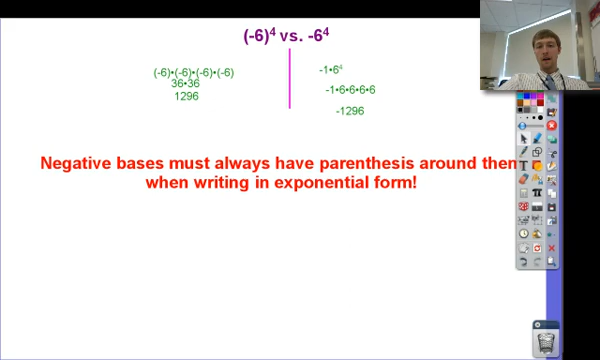 (-6)⁴ vs. -6⁴
(-6)•(-6)•(-6)•(-6)
36•36
1296
-1•6⁴
-1•6•6•6•6
-1296
Negative bases must always have parenthesis around them
when writing in exponential form!